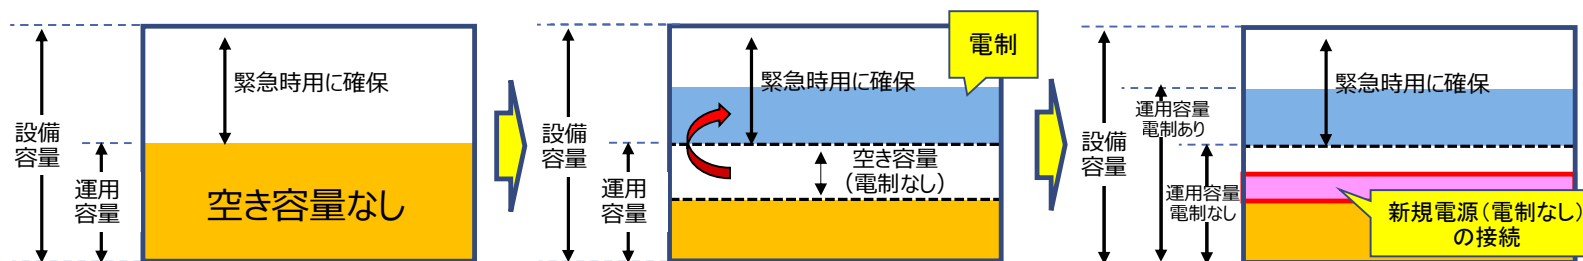 設備
容量
運用
容量
緊急時用に確保
空き容量なし
設備
容量
運用
容量
電制
緊急時用に確保
空き容量
（電制なし）
設備
容量
運用容量
電制あり
運用容量
電制なし
緊急時用に確保
新規電源（電制なし）
の接続